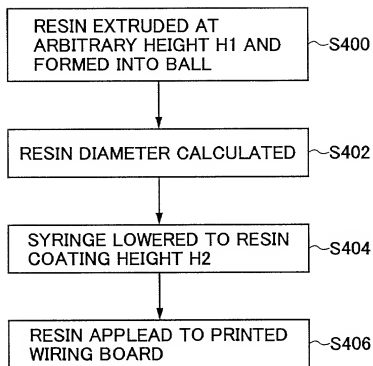 RESIN EXTRUDED AT
ARBITRARY HEIGHT H1 AND
FORMED INTO BALL
S400
RESIN DIAMETER CALCULATED
S402
SYRINGE LOWERED TO RESIN
COATING HEIGHT H2
S404
RESIN APPLEAD TO PRINTED
WIRING BOARD
S406